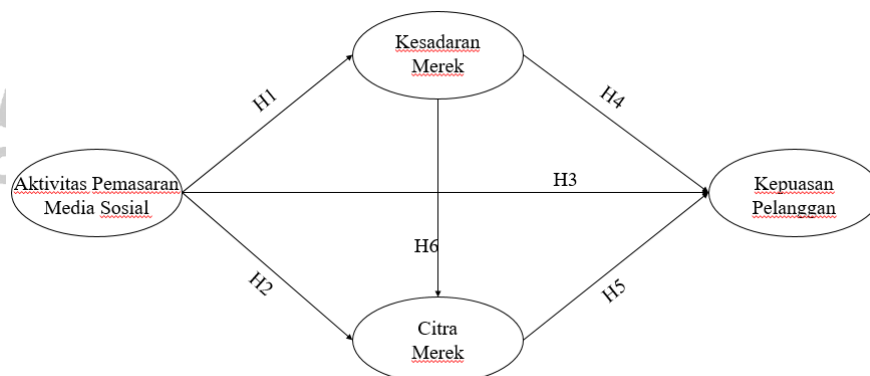 Kesadaran
Merek
H1
H4
Aktivitas Pemasaran
Media Sosial
H3
Kepuasan
Pelanggan
H6
H2
H5
Citra
Merek